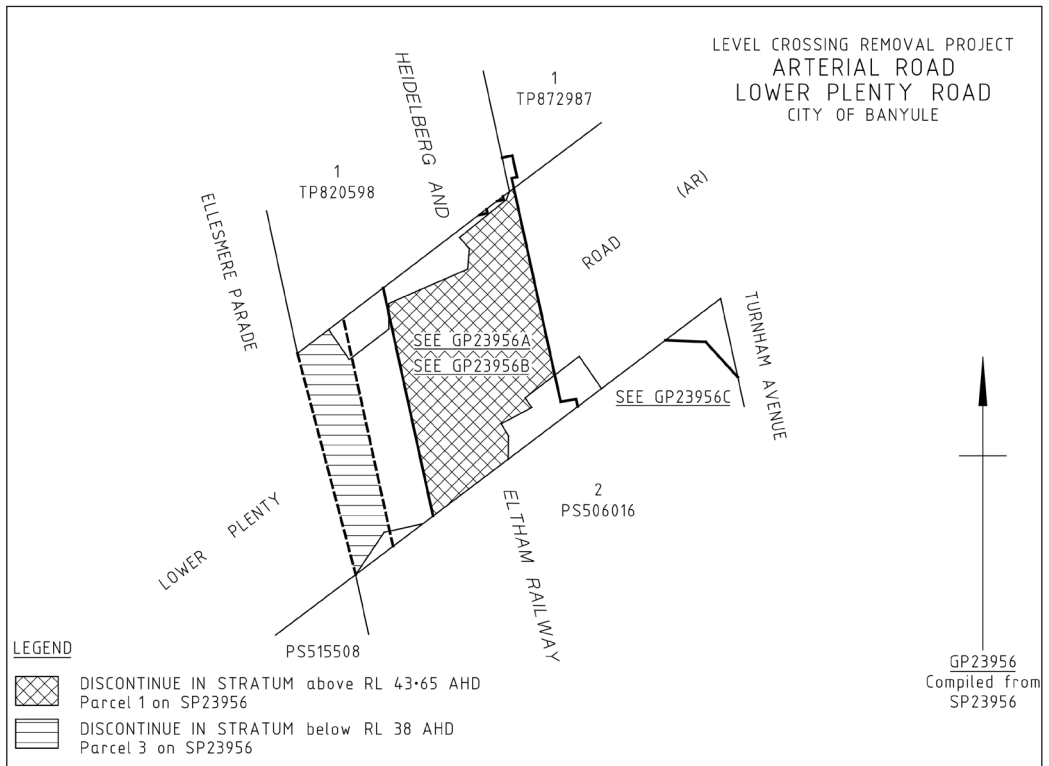 LEVEL CROSSING REMOVAL PROJECT
ARTERIAL ROAD
LOWER PLENTY ROAD
CITY OF BANYULE
1
TP872987
HEIDELBERG AND
1
TP820598
(AR)
ELLESMERE PARADE
ROAD
TURNHAM AVENUE
SEE GP23956A
SEE GP23956B
SEE GP23956C
2
PS506016
LOWER PLENTY
ELTHAM RAILWAY
PS515508
LEGEND
DISCONTINUE IN STRATUM above RL 43•65 AHD
Parcel 1 on SP23956
DISCONTINUE IN STRATUM below RL 38 AHD
Parcel 3 on SP23956
GP23956
Compiled from
SP23956